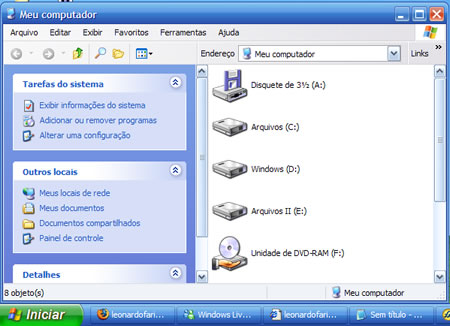 Meu computador
Arquivo Editar Exibir Favoritos Ferramentas Ajuda
Endereço Meu computador Links »
Tarefas do sistema
Exibir informações do sistema
Adicionar ou remover programas
Alterar uma configuração
Outros locais
Meus locais de rede
Meus documentos
Documentos compartilhados
Painel de controle
Detalhes
Disquete de 3½ (A:)
Arquivos (C:)
Windows (D:)
Arquivos II (E:)
Unidade de DVD-RAM (F:)
8 objeto(s) Meu computador
Iniciar leonardofari... Windows Liv... leonardofari... Sem título - ...